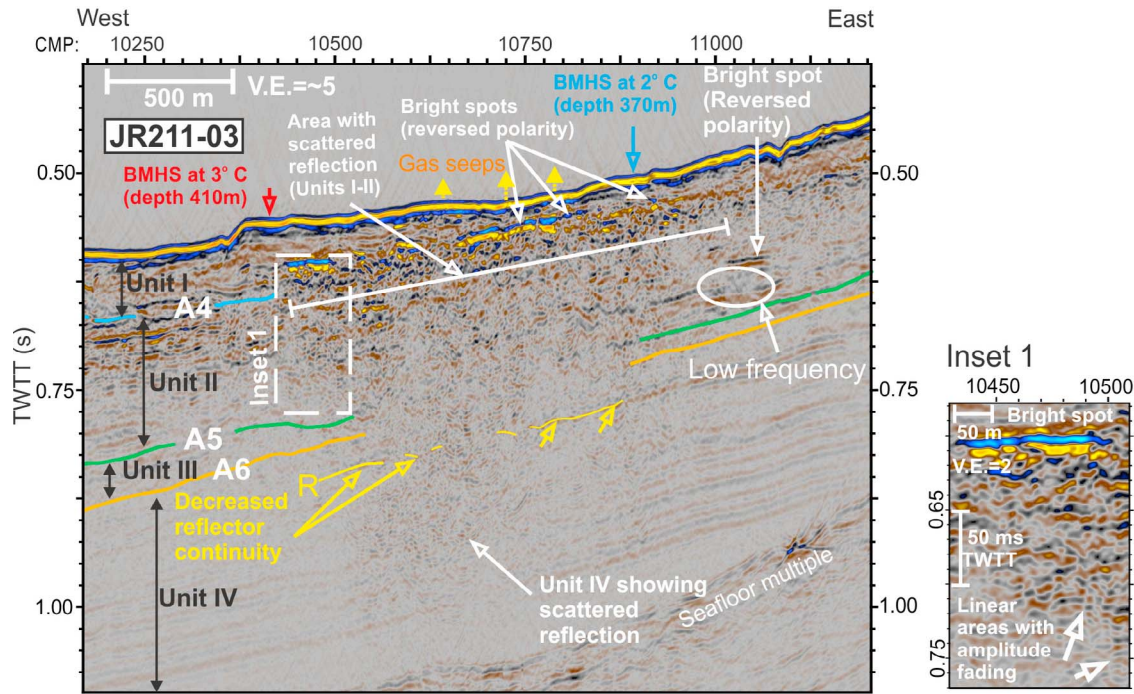 West
East
CMP: 10250 10500 10750 11000
500 m
V.E.=~5
JR211-03
BMHS at 3° C
(depth 410m)
Area with
scattered
reflection
(Units I-II)
Bright spots
(reversed polarity)
Gas seeps
BMHS at 2° C
(depth 370m)
Bright spot
(Reversed
polarity)
0.50
0.50
Unit I
A4
Inset 1
Unit II
Low frequency
TWTT (s)
0.75
0.75
A5
Unit III
A6
R
Decreased
reflector
continuity
Unit IV
Unit IV showing
scattered
reflection
Seafloor multiple
1.00
1.00
Inset 1
10450 10500
Bright spot
50 m
V.E.=2
0.65
50 ms
TWTT
Linear
areas with
amplitude
fading
0.75